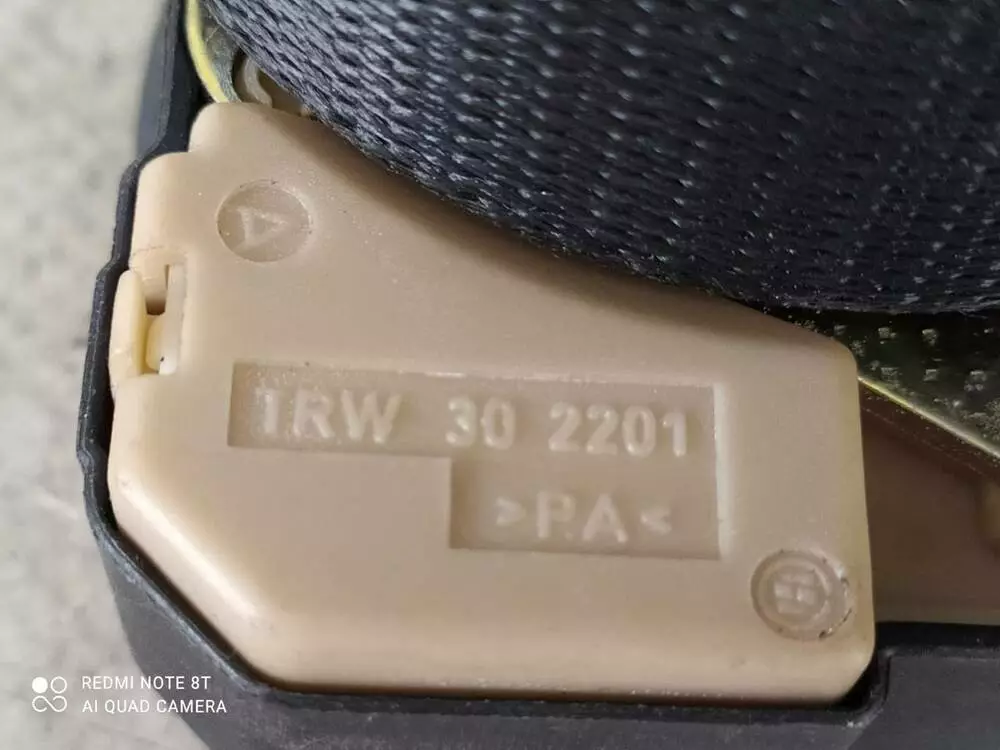 TRW 30 2201
>PA<
REDMI NOTE 8T
AI QUAD CAMERA